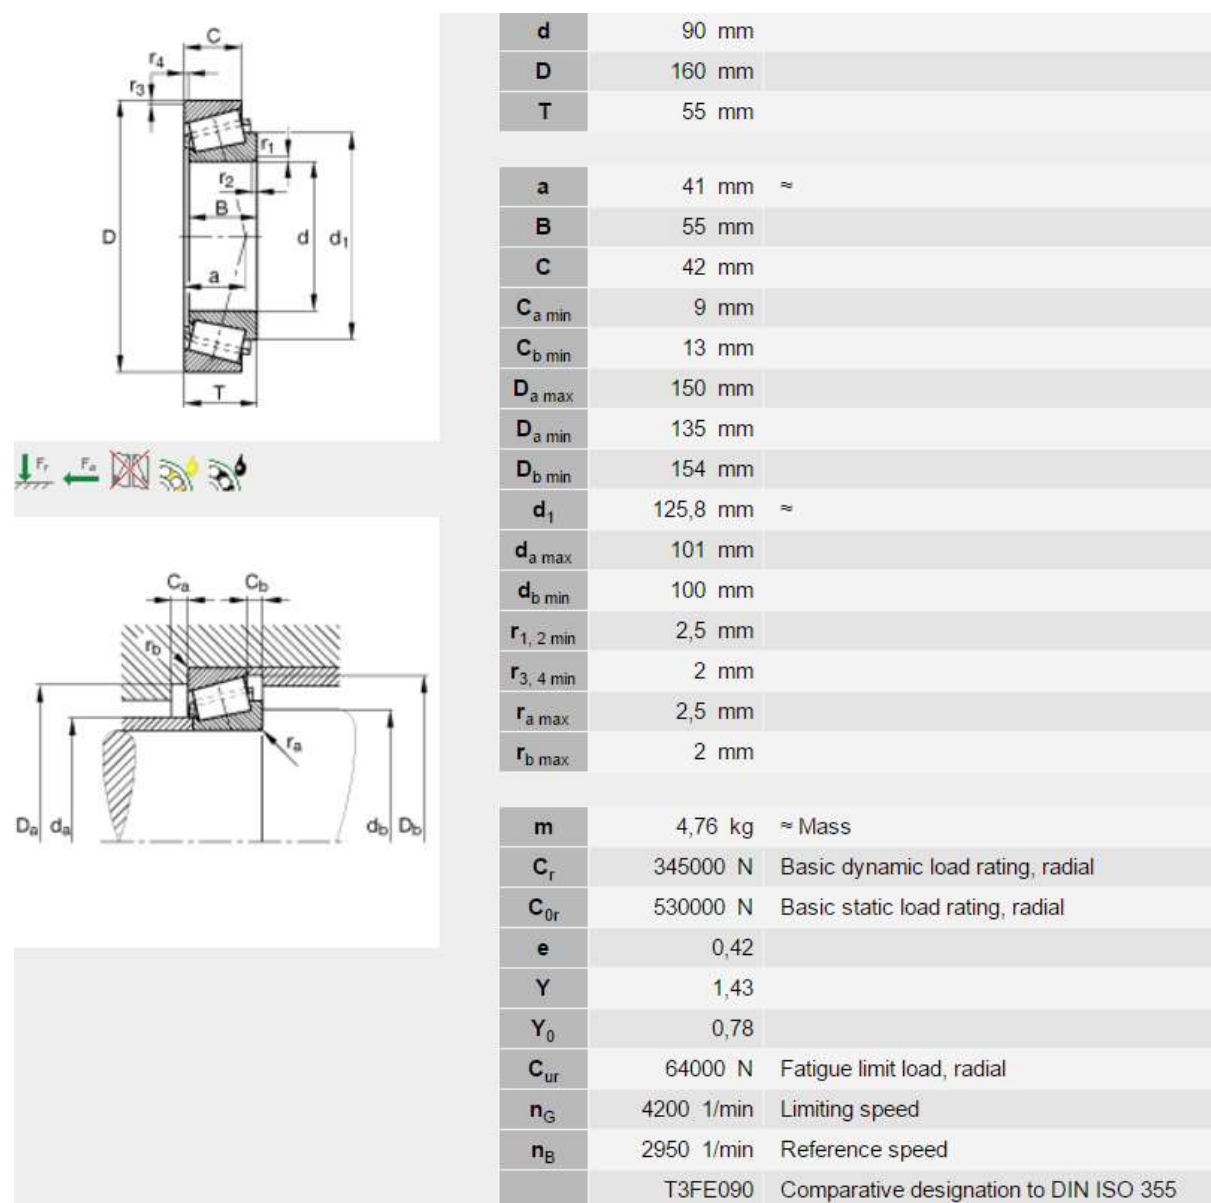 C
r4
r3
r1
r2
B
D
d
d1
a
T
Fr
Fa
Ca
Cb
rb
ra
Da
da
db
Db
d 90 mm
D 160 mm
T 55 mm
a 41 mm ≈
B 55 mm
C 42 mm
Ca min 9 mm
Cb min 13 mm
Da max 150 mm
Da min 135 mm
Db min 154 mm
d1 125,8 mm ≈
da max 101 mm
db min 100 mm
r1, 2 min 2,5 mm
r3, 4 min 2 mm
ra max 2,5 mm
rb max 2 mm
m 4,76 kg ≈ Mass
Cr 345000 N Basic dynamic load rating, radial
C0r 530000 N Basic static load rating, radial
e 0,42
Y 1,43
Y0 0,78
Cur 64000 N Fatigue limit load, radial
nG 4200 1/min Limiting speed
nB 2950 1/min Reference speed
T3FE090 Comparative designation to DIN ISO 355